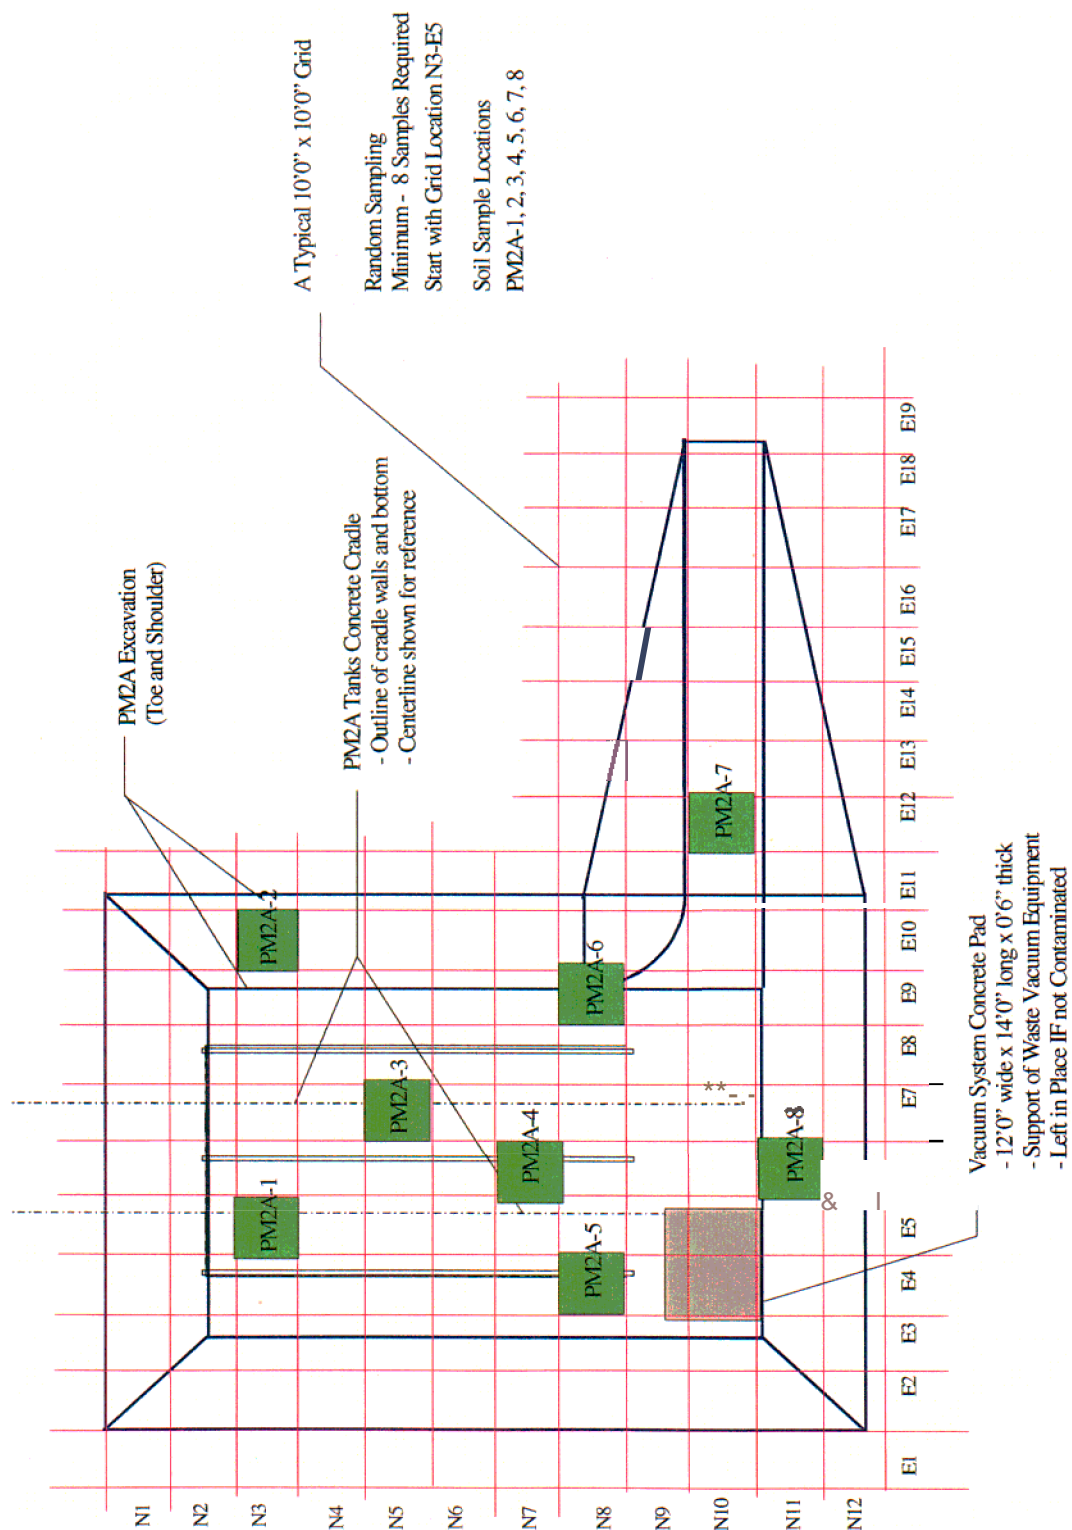 A Typical 10'0" x 10'0" Grid
Random Sampling
Minimum - 8 Samples Required
Start with Grid Location N3-E5
Soil Sample Locations
PM2A-1, 2, 3, 4, 5, 6, 7, 8
PM2A Excavation
(Toe and Shoulder)
PM2A Tanks Concrete Cradle
- Outline of cradle walls and bottom
- Centerline shown for reference
N1
N2
N3
N4
N5
N6
N7
N8
N9
N10
N11
N12
PM2A-1
PM2A-2
PM2A-3
PM2A-4
PM2A-5
PM2A-6
PM2A-7
PM2A-8
**
&
E1
E2
E3
E4
E5
E7
E8
E9
E10
E11
E12
E13
E14
E15
E16
E17
E18
E19
Vacuum System Concrete Pad
- 12'0" wide x 14'0" long x 0'6" thick
- Support of Waste Vacuum Equipment
- Left in Place IF not Contaminated